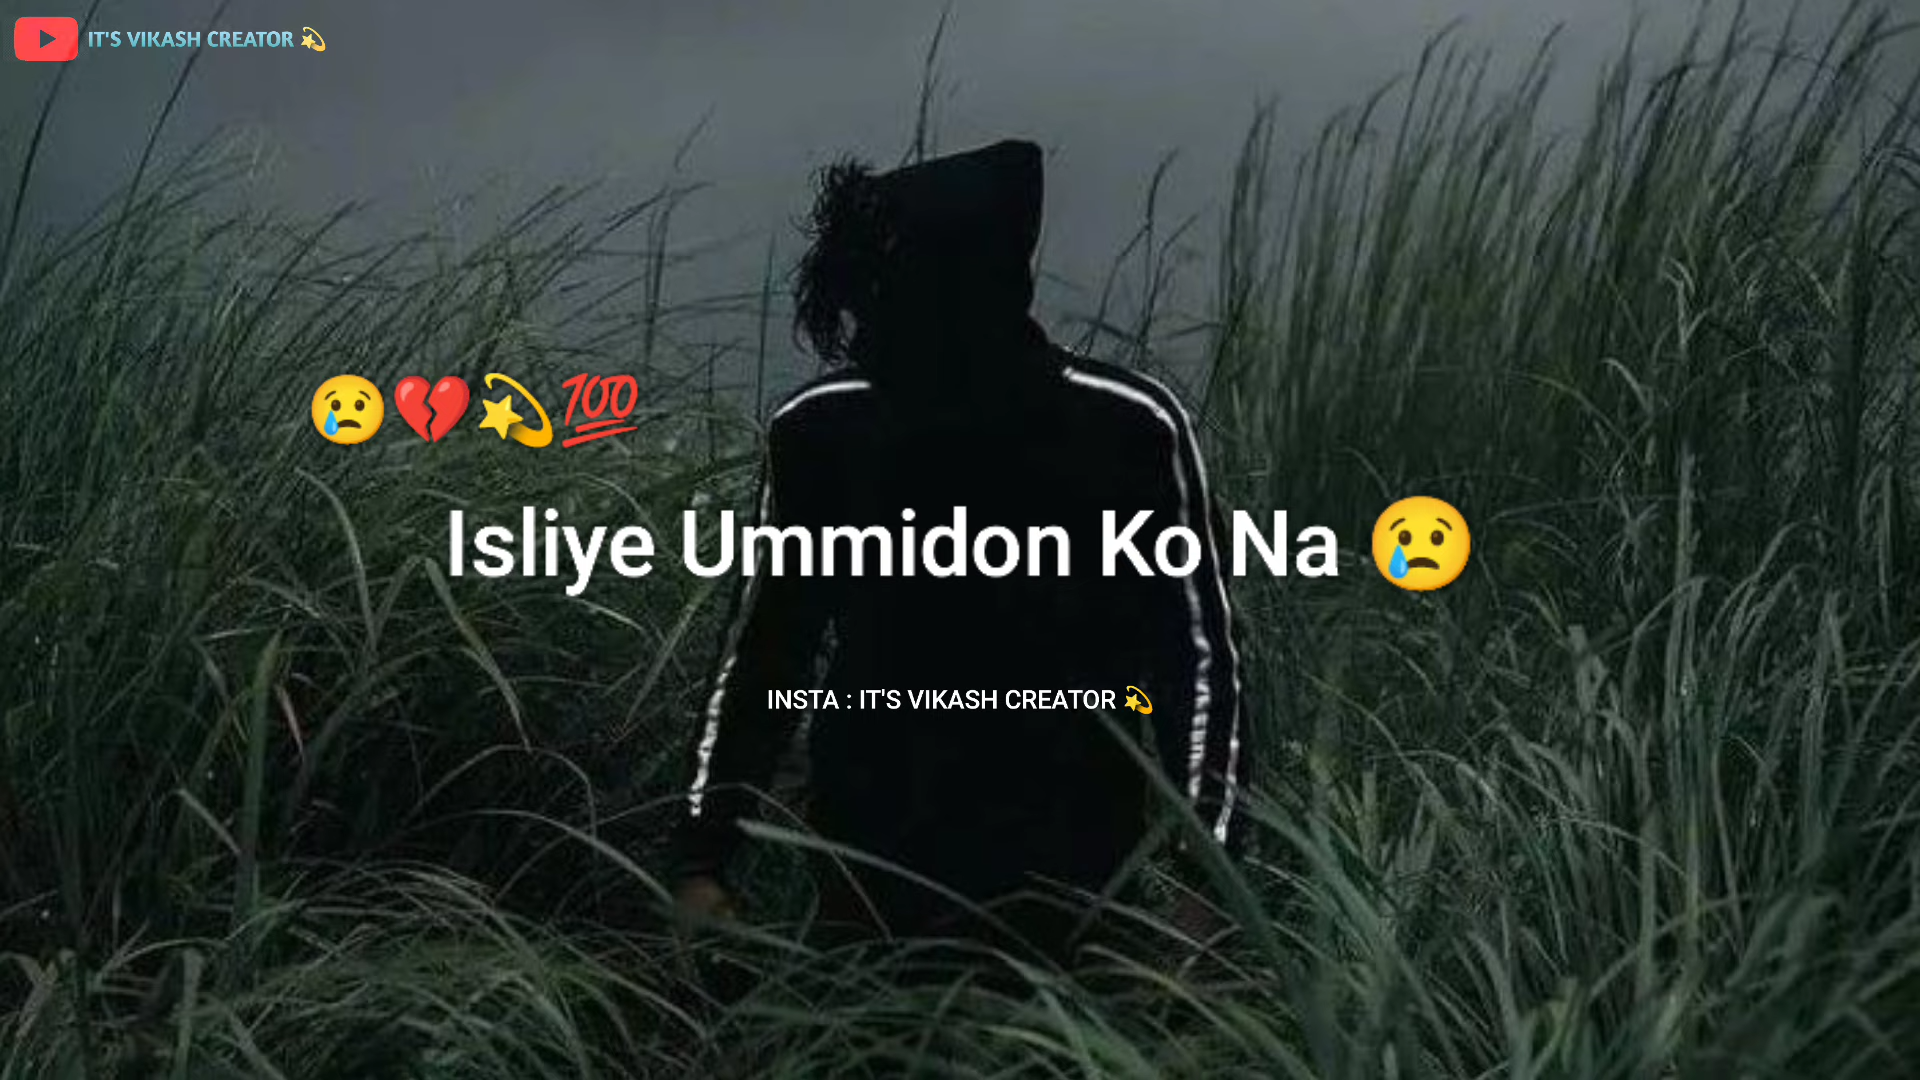 IT'S VIKASH CREATOR 💫
😢💔💫💯
Isliye Ummidon Ko Na 😢
INSTA : IT'S VIKASH CREATOR 💫